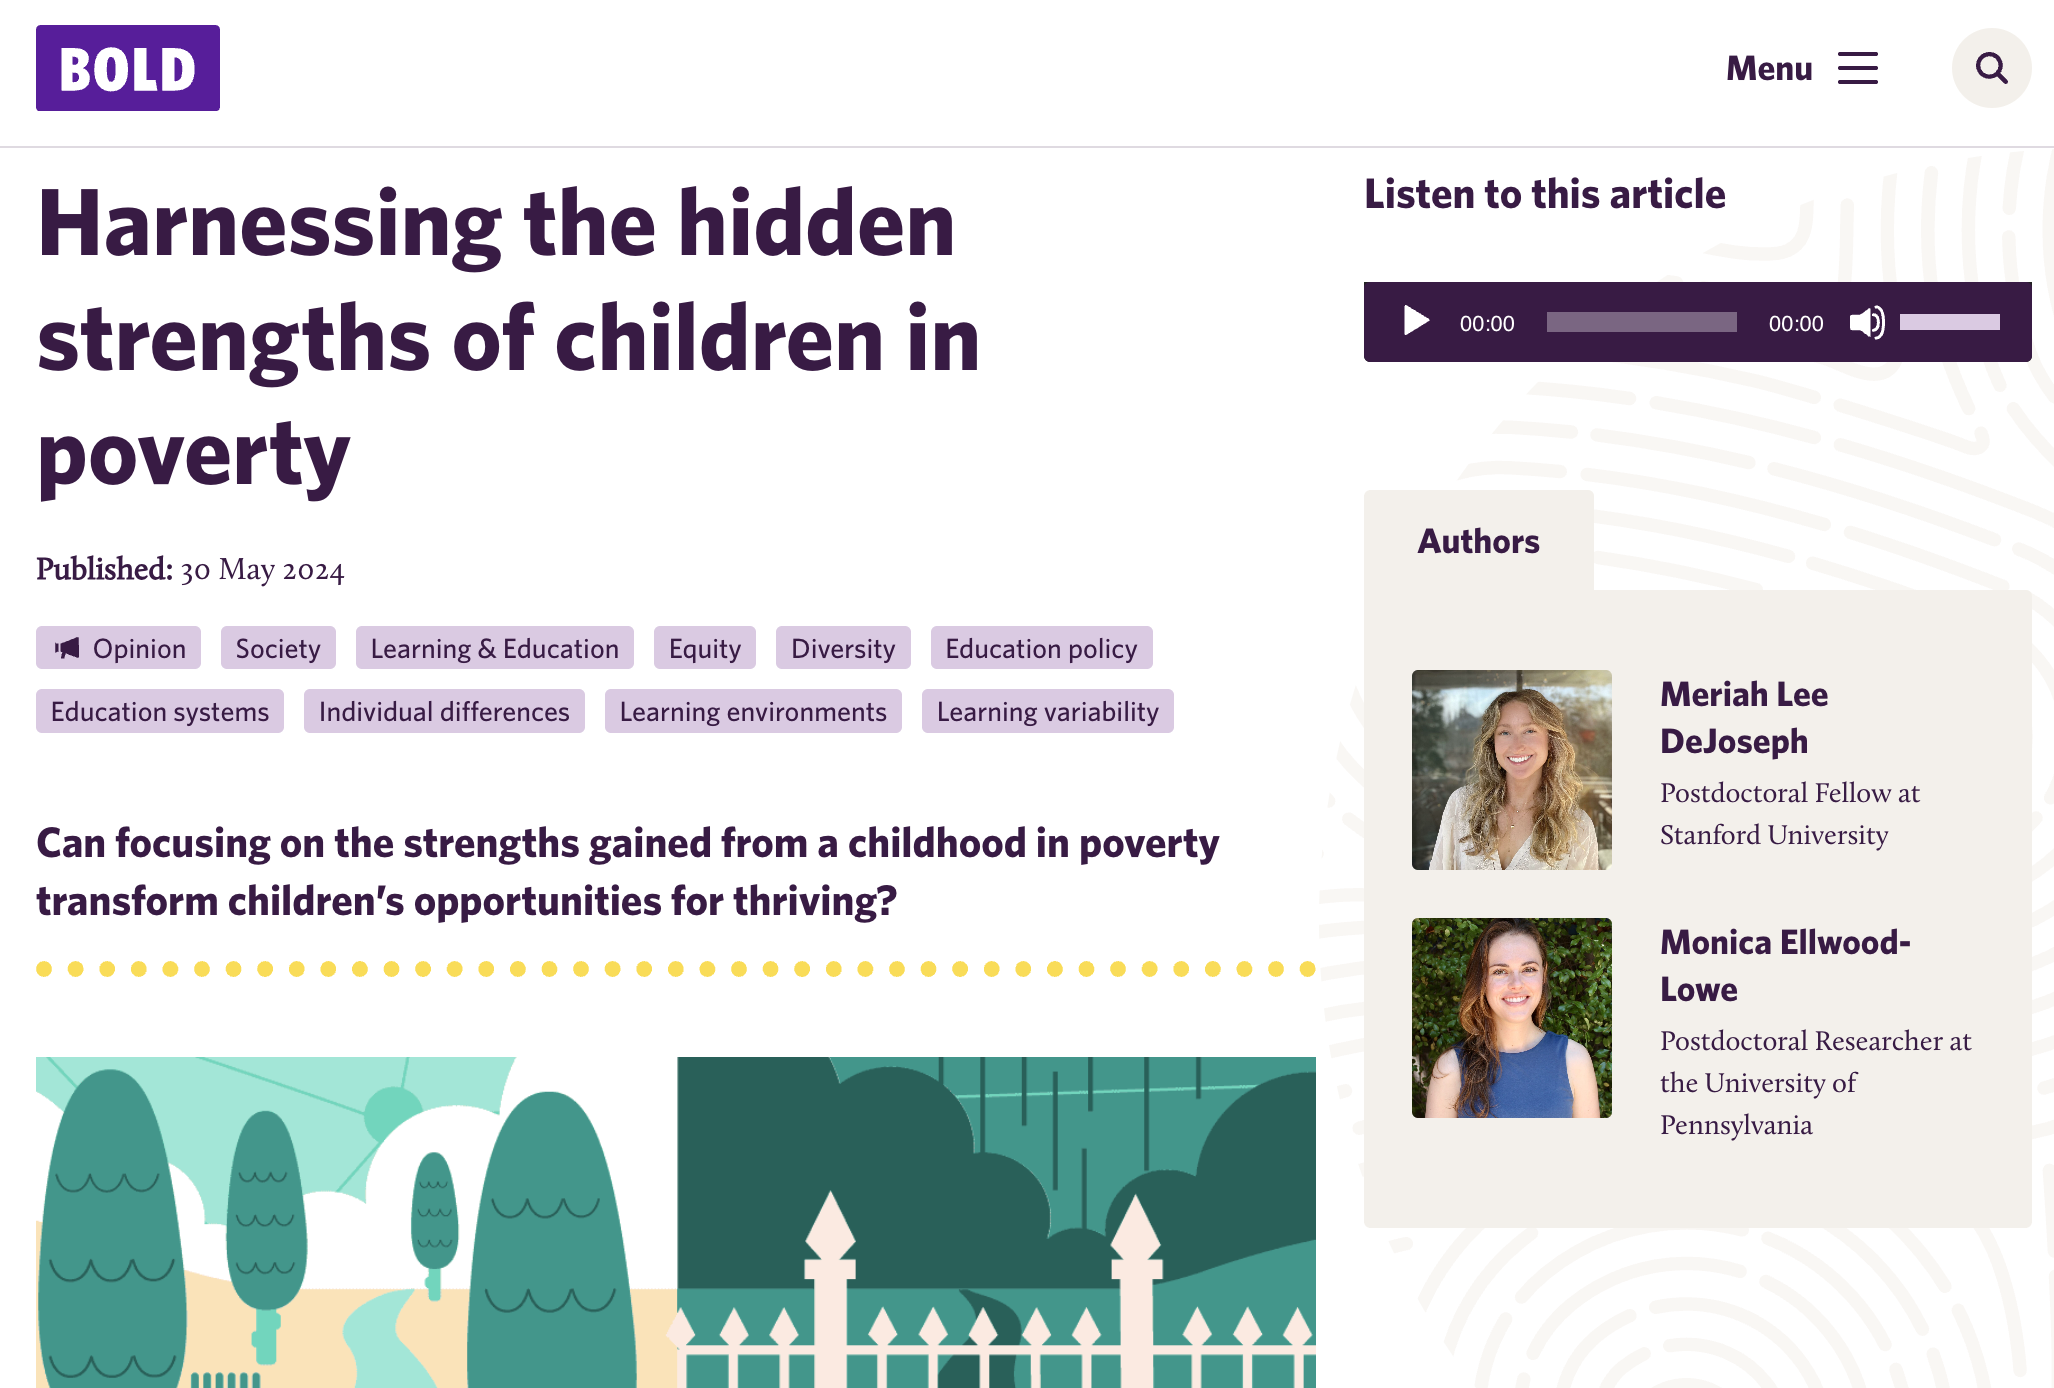 BOLD
Menu
Harnessing the hidden
strengths of children in
poverty
Published: 30 May 2024
Opinion
Society
Learning & Education
Equity
Diversity
Education policy
Education systems
Individual differences
Learning environments
Learning variability
Can focusing on the strengths gained from a childhood in poverty
transform children's opportunities for thriving?
Listen to this article
00:00
00:00
Authors
Meriah Lee
DeJoseph
Postdoctoral Fellow at
Stanford University
Monica Ellwood-
Lowe
Postdoctoral Researcher at
the University of
Pennsylvania